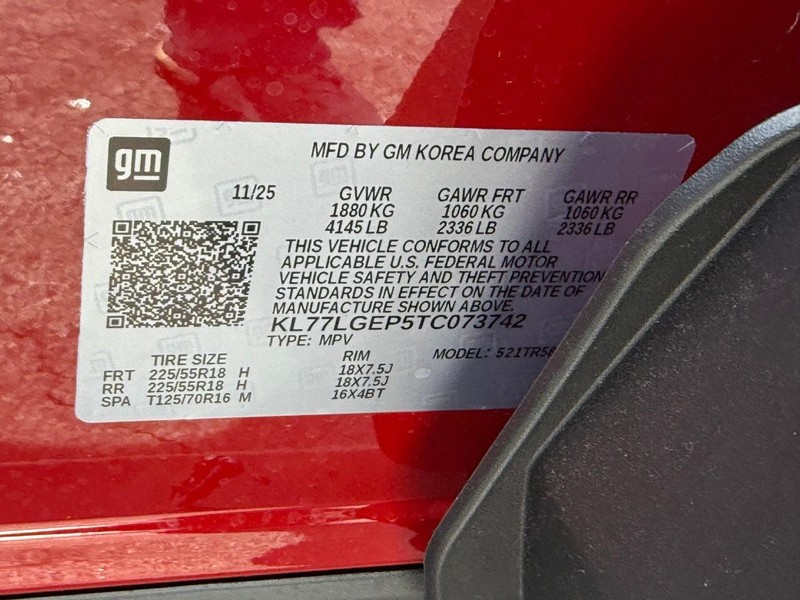 gm
MFD BY GM KOREA COMPANY
11/25 GVWR GAWR FRT GAWR RR
1880 KG 1060 KG 1060 KG
4145 LB 2336 LB 2336 LB
THIS VEHICLE CONFORMS TO ALL
APPLICABLE U.S. FEDERAL MOTOR
VEHICLE SAFETY AND THEFT PREVENTION
STANDARDS IN EFFECT ON THE DATE OF
MANUFACTURE SHOWN ABOVE.
KL77LGEP5TC073742
TYPE: MPV MODEL: 521TR58
TIRE SIZE RIM
FRT 225/55R18 H 18X7.5J
RR 225/55R18 H 18X7.5J
SPA T125/70R16 M 16X4BT